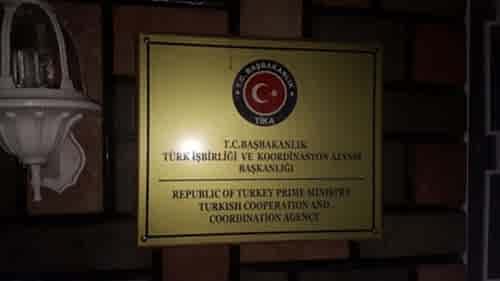 T.C. BAŞBAKANLIK
TİKA
T.C. BAŞBAKANLIK
TÜRK İŞBİRLİĞİ VE KOORDİNASYON AJANSI
BAŞKANLIĞI
REPUBLIC OF TURKEY PRIME MINISTRY
TURKISH COOPERATION AND
COORDINATION AGENCY